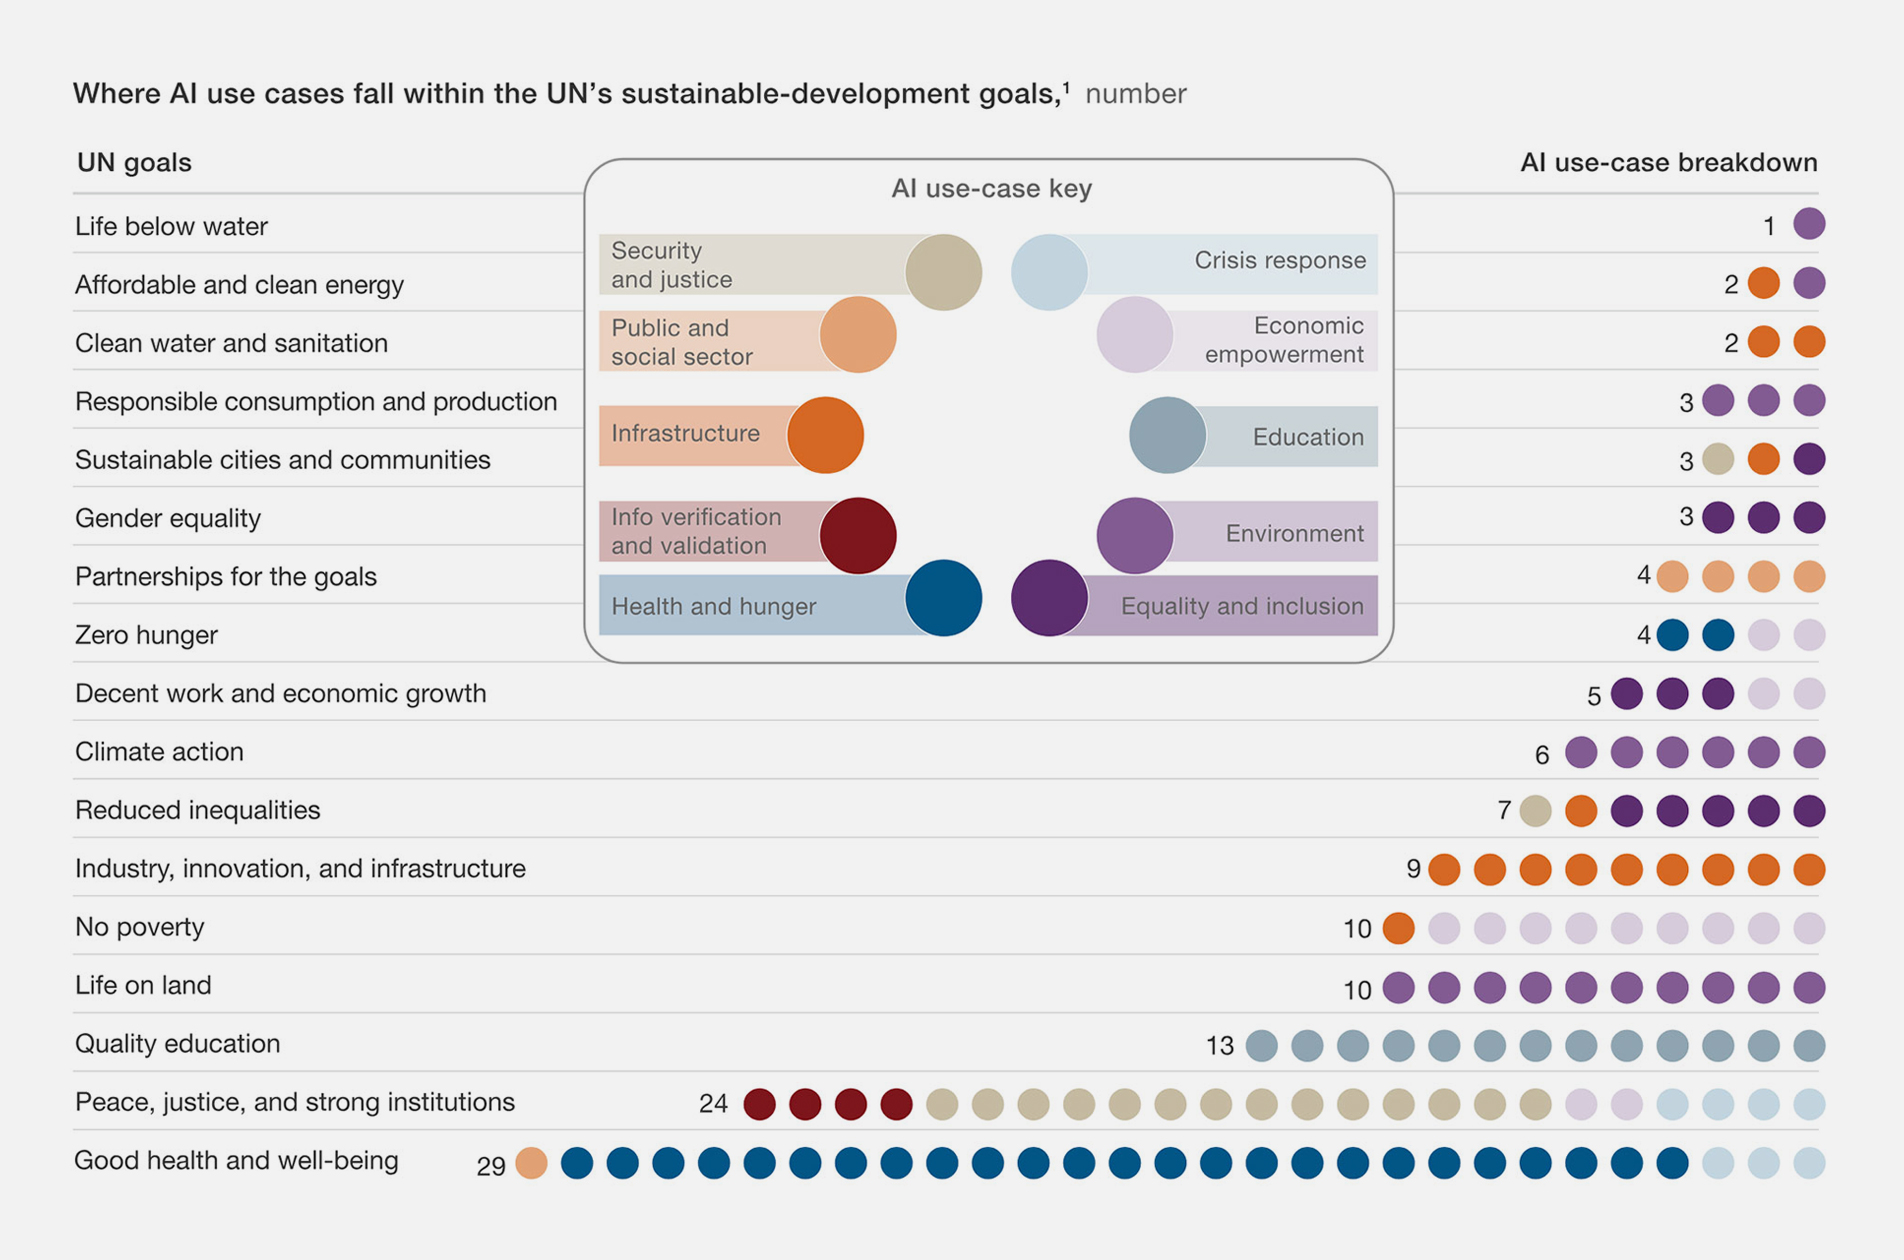 Where AI use cases fall within the UN’s sustainable-development goals,¹ number
UN goals
AI use-case breakdown
AI use-case key
Security
and justice
Public and
social sector
Infrastructure
Info verification
and validation
Health and hunger
Crisis response
Economic
empowerment
Education
Environment
Equality and inclusion
Life below water 1
Affordable and clean energy 2
Clean water and sanitation 2
Responsible consumption and production 3
Sustainable cities and communities 3
Gender equality 3
Partnerships for the goals 4
Zero hunger 4
Decent work and economic growth 5
Climate action 6
Reduced inequalities 7
Industry, innovation, and infrastructure 9
No poverty 10
Life on land 10
Quality education 13
Peace, justice, and strong institutions 24
Good health and well-being 29